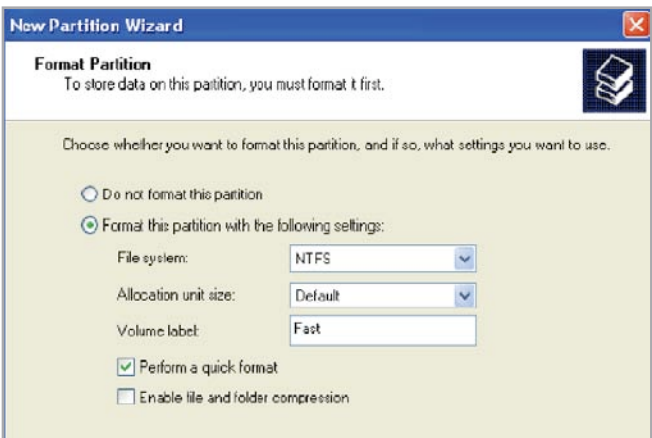 New Partition Wizard
Format Partition
To store data on this partition, you must format it first.
Choose whether you want to format this partition, and if so, what settings you want to use.
Do not format this partition
Format this partition with the following settings:
File system: NTFS
Allocation unit size: Default
Volume label: Fast
Perform a quick format
Enable file and folder compression